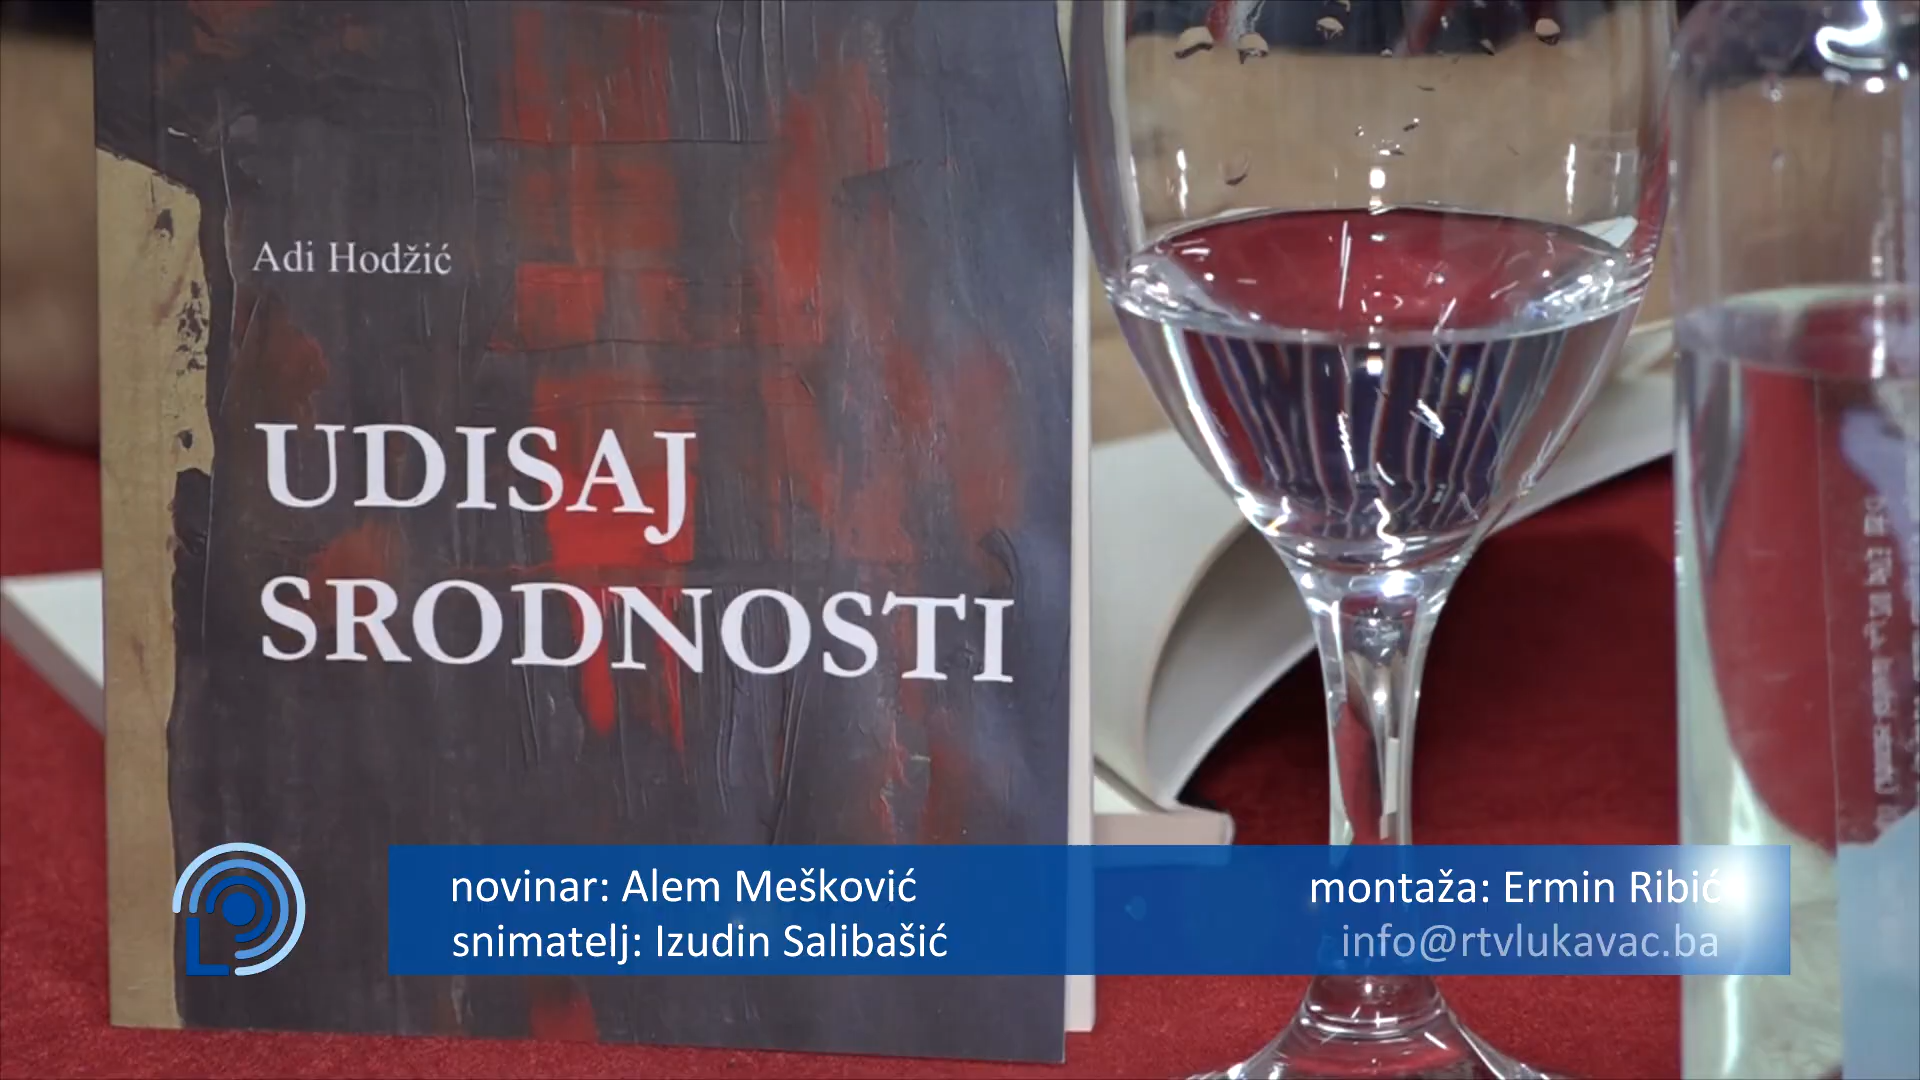 Adi Hodžić
UDISAJ
SRODNOSTI
novinar: Alem Mešković
snimatelj: Izudin Salibašić
montaža: Ermin Ribić
info@rtvlukavac.ba